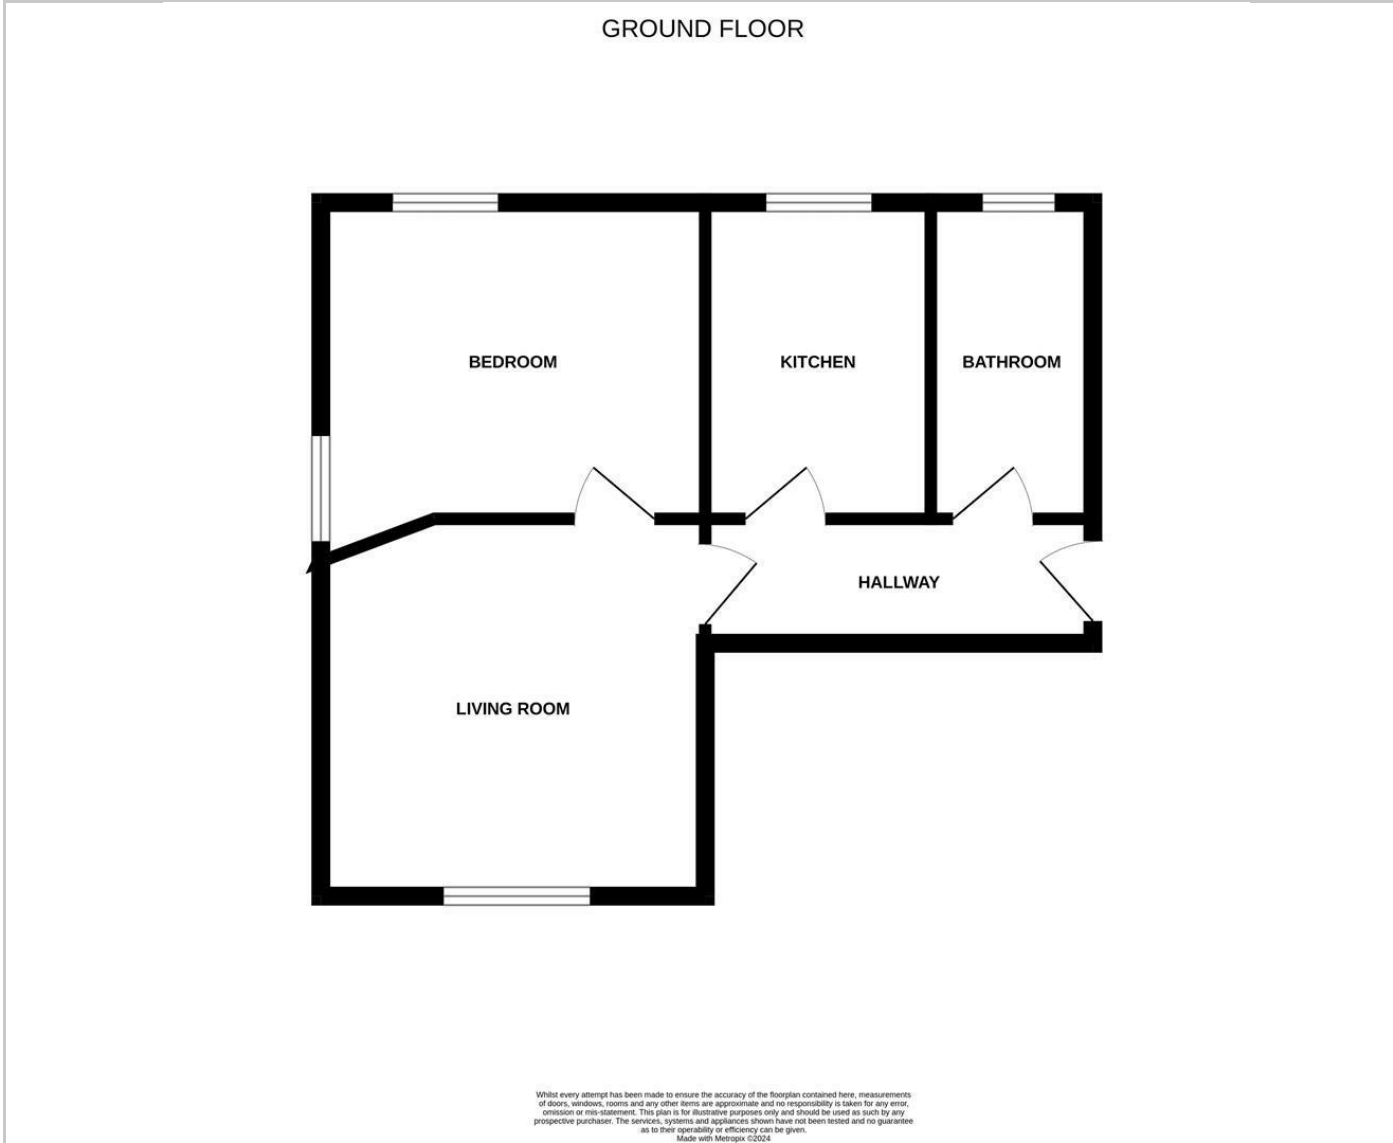 GROUND FLOOR
BEDROOM
KITCHEN
BATHROOM
HALLWAY
LIVING ROOM
Whilst every attempt has been made to ensure the accuracy of the floorplan contained here, measurements
of doors, windows, rooms and any other items are approximate and no responsibility is taken for any error,
omission or mis-statement. This plan is for illustrative purposes only and should be used as such by any
prospective purchaser. The services, systems and appliances shown have not been tested and no guarantee
as to their operability or efficiency can be given.
Made with Metropix ©2024